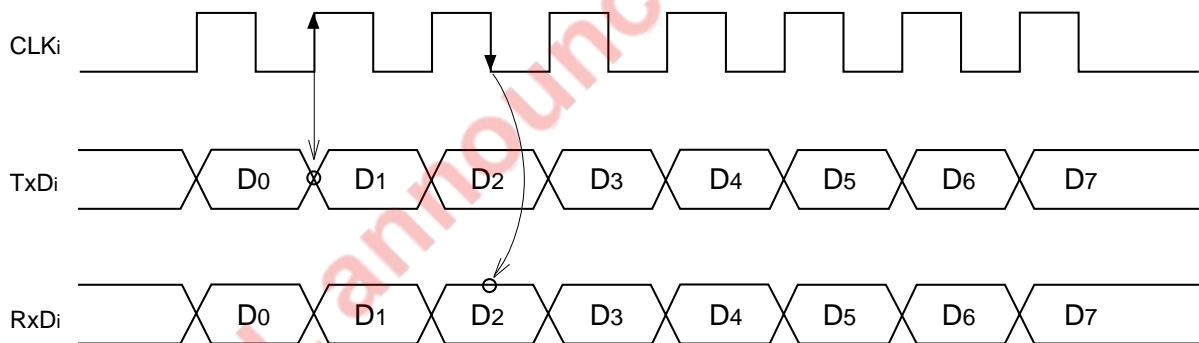 CLKi
TxDi D0 D1 D2 D3 D4 D5 D6 D7
RxDi D0 D1 D2 D3 D4 D5 D6 D7
announc